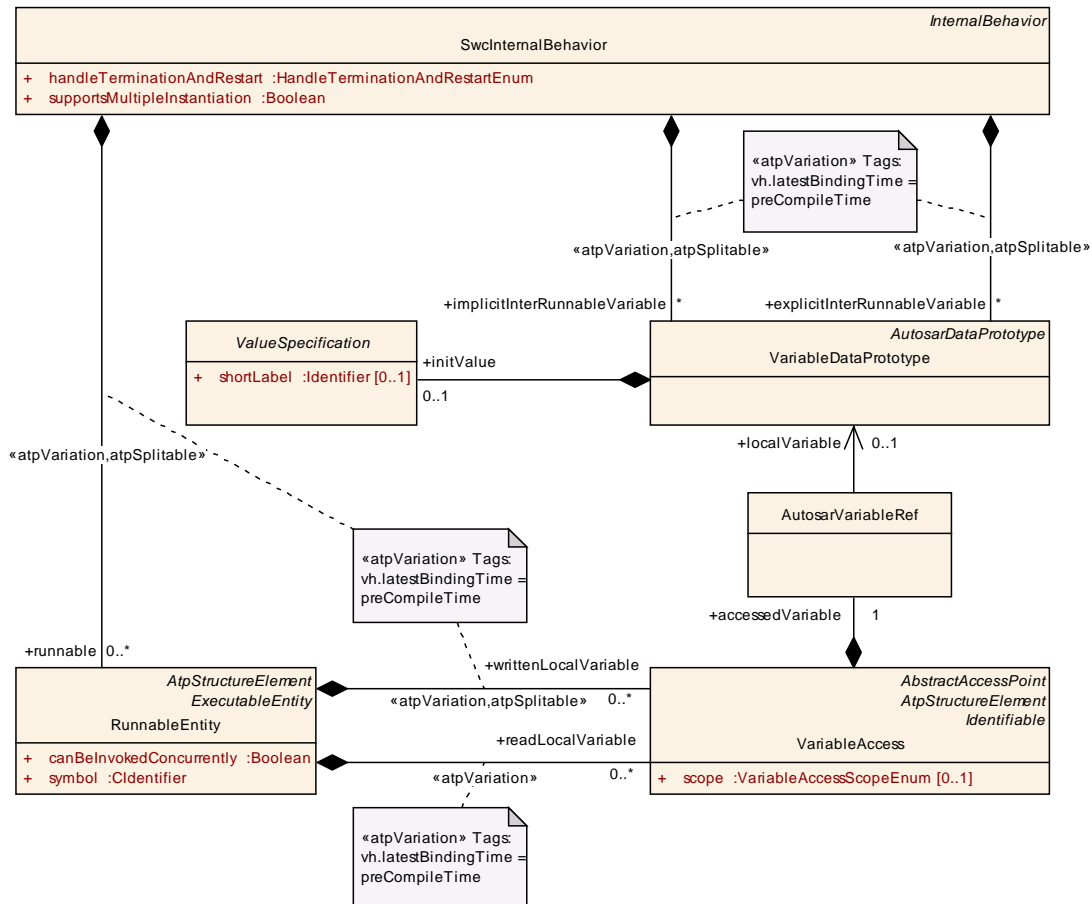 InternalBehavior
SwcInternalBehavior
+ handleTerminationAndRestart :HandleTerminationAndRestartEnum
+ supportsMultipleInstantiation :Boolean
«atpVariation» Tags:
vh.latestBindingTime =
preCompileTime
«atpVariation,atpSplitable»
«atpVariation,atpSplitable»
+implicitInterRunnableVariable *
+explicitInterRunnableVariable *
ValueSpecification
+ shortLabel :Identifier [0..1]
+initValue
0..1
AutosarDataPrototype
VariableDataPrototype
+localVariable 0..1
«atpVariation,atpSplitable»
AutosarVariableRef
«atpVariation» Tags:
vh.latestBindingTime =
preCompileTime
+accessedVariable 1
+runnable 0..*
+writtenLocalVariable
«atpVariation,atpSplitable» 0..*
AtpStructureElement
ExecutableEntity
RunnableEntity
+ canBeInvokedConcurrently :Boolean
+ symbol :CIdentifier
+readLocalVariable
«atpVariation» 0..*
AbstractAccessPoint
AtpStructureElement
Identifiable
VariableAccess
+ scope :VariableAccessScopeEnum [0..1]
«atpVariation» Tags:
vh.latestBindingTime =
preCompileTime